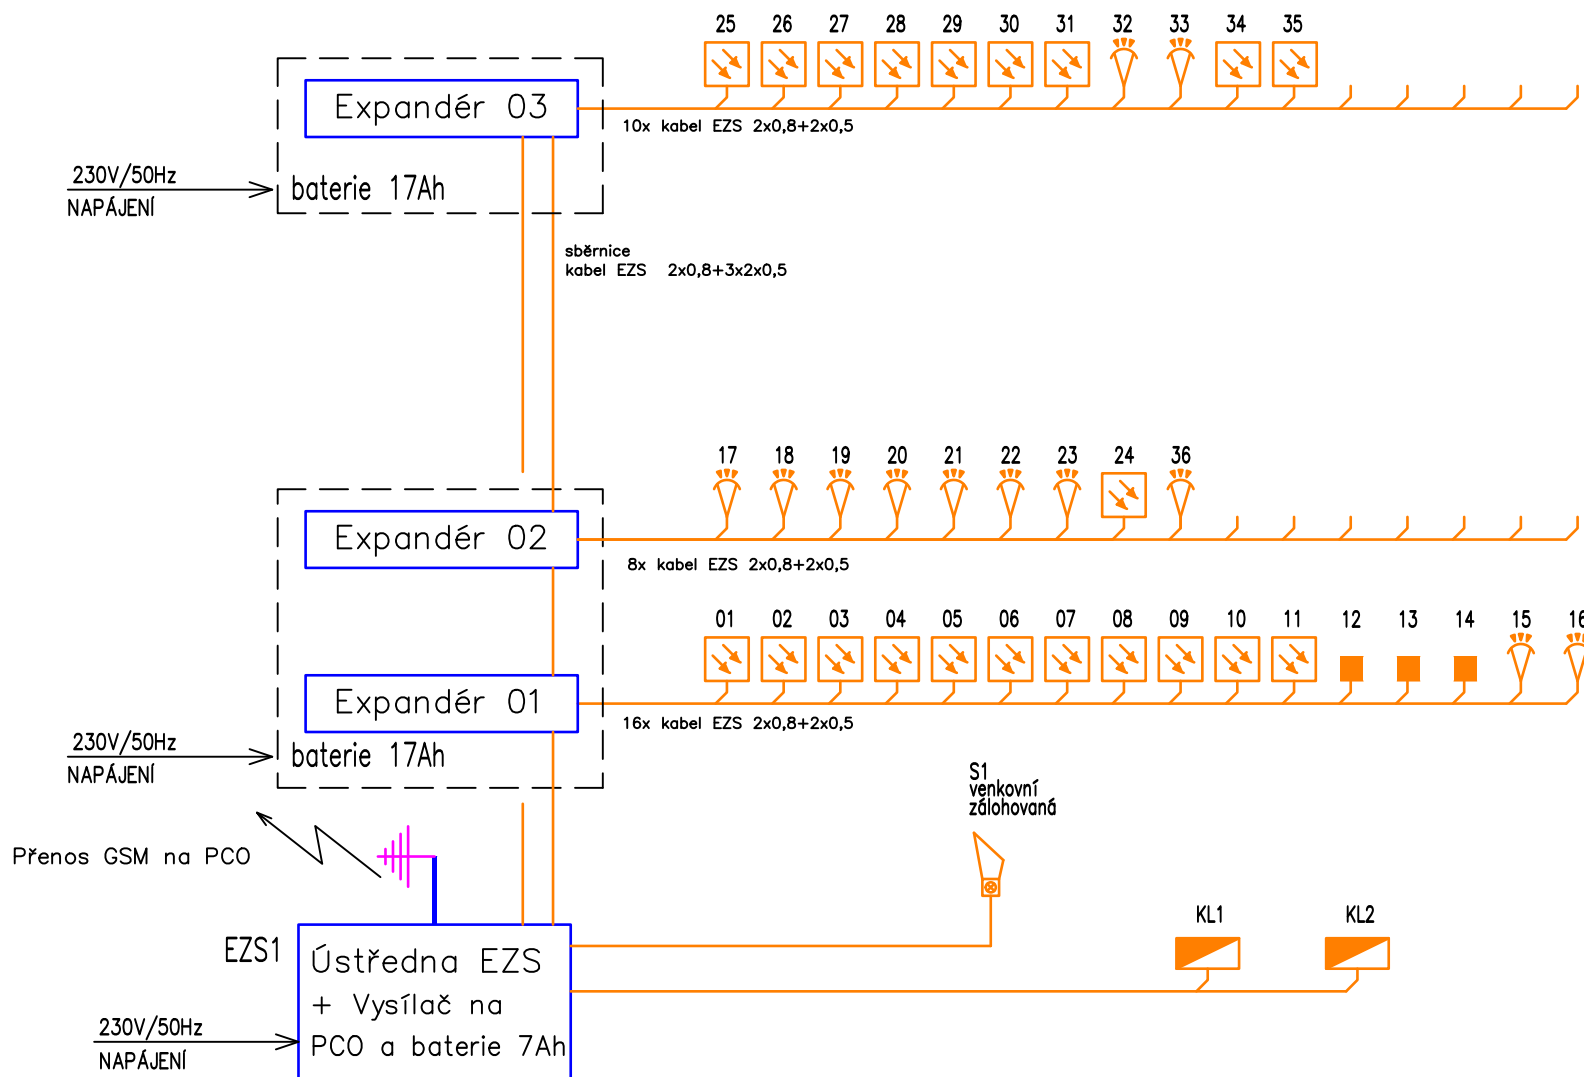 25 26 27 28 29 30 31 32 33 34 35
Expandér 03
10x kabel EZS 2x0,8+2x0,5
230V/50Hz
NAPÁJENÍ
baterie 17Ah
sběrnice
kabel EZS 2x0,8+3x2x0,5
17 18 19 20 21 22 23 24 36
Expandér 02
8x kabel EZS 2x0,8+2x0,5
01 02 03 04 05 06 07 08 09 10 11 12 13 14 15 16
Expandér 01
16x kabel EZS 2x0,8+2x0,5
230V/50Hz
NAPÁJENÍ
baterie 17Ah
S1
venkovní
zálohovaná
Přenos GSM na PCO
KL1 KL2
EZS1
Ústředna EZS
+ Vysílač na
PCO a baterie 7Ah
230V/50Hz
NAPÁJENÍ